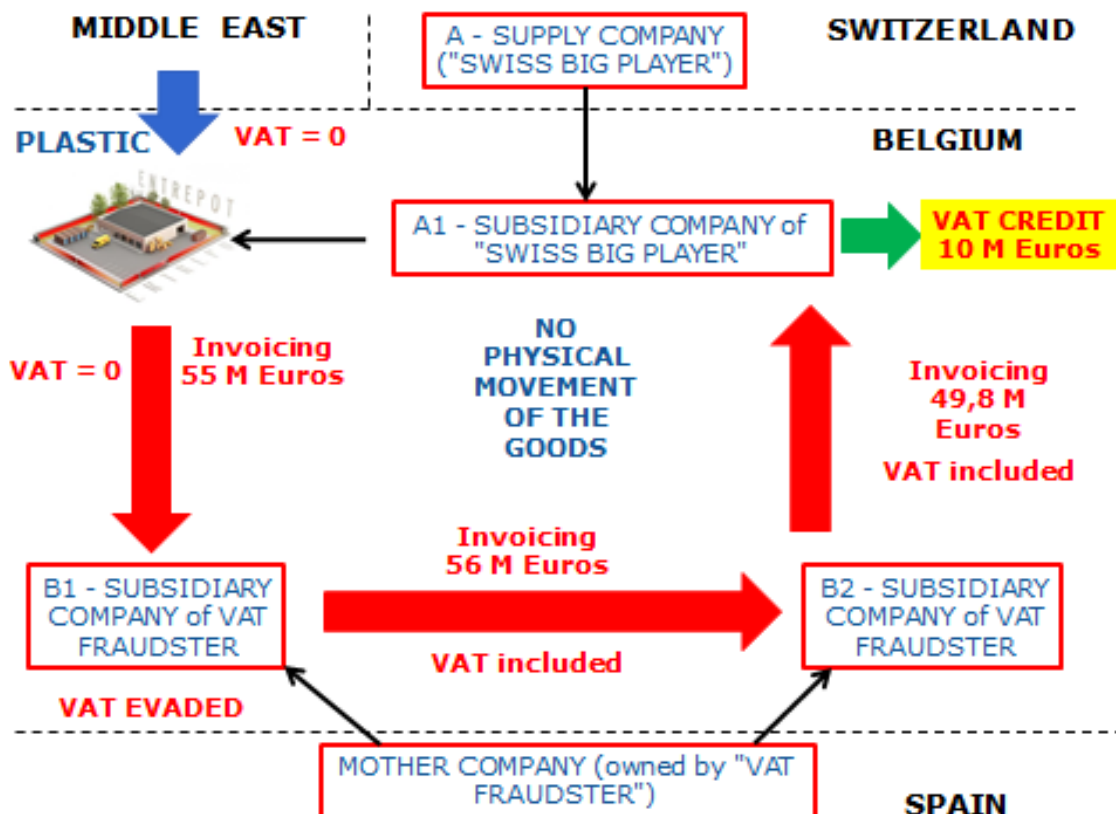 MIDDLE EAST
A - SUPPLY COMPANY
("SWISS BIG PLAYER")
SWITZERLAND
PLASTIC
VAT = 0
BELGIUM
ENTREPOT
A1 - SUBSIDIARY COMPANY of
"SWISS BIG PLAYER"
VAT CREDIT
10 M Euros
VAT = 0
Invoicing
55 M Euros
NO
PHYSICAL
MOVEMENT
OF THE
GOODS
Invoicing
49,8 M
Euros
VAT included
B1 - SUBSIDIARY
COMPANY of VAT
FRAUDSTER
Invoicing
56 M Euros
VAT included
B2 - SUBSIDIARY
COMPANY of VAT
FRAUDSTER
VAT EVADED
MOTHER COMPANY (owned by "VAT
FRAUDSTER")
SPAIN